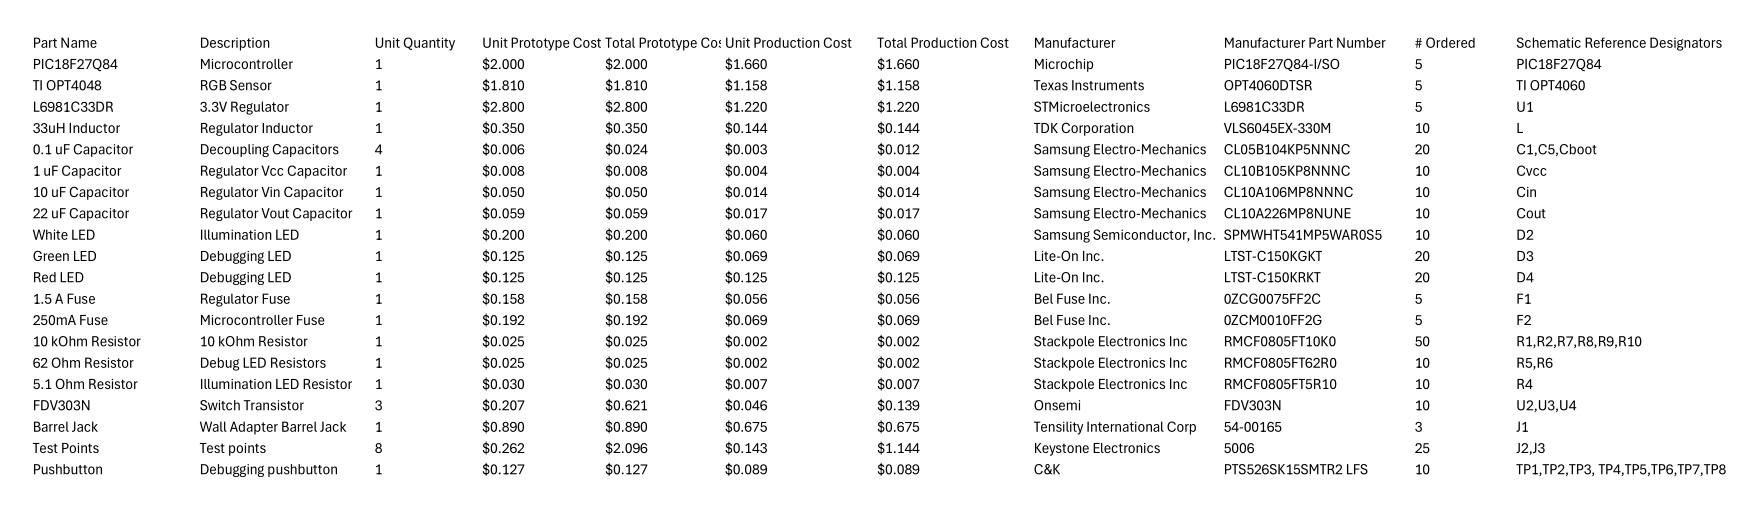 Part Name Description Unit Quantity Unit Prototype Cost Total Prototype Cos Unit Production Cost Total Production Cost Manufacturer Manufacturer Part Number # Ordered Schematic Reference Designators
PIC18F27Q84 Microcontroller 1 $2.000 $2.000 $1.660 $1.660 Microchip PIC18F27Q84-I/SO 5 PIC18F27Q84
TI OPT4048 RGB Sensor 1 $1.810 $1.810 $1.158 $1.158 Texas Instruments OPT4060DTSR 5 TI OPT4060
L6981C33DR 3.3V Regulator 1 $2.800 $2.800 $1.220 $1.220 STMicroelectronics L6981C33DR 5 U1
33uH Inductor Regulator Inductor 1 $0.350 $0.350 $0.144 $0.144 TDK Corporation VLS6045EX-330M 10 L
0.1 uF Capacitor Decoupling Capacitors 4 $0.006 $0.024 $0.003 $0.012 Samsung Electro-Mechanics CL05B104KP5NNNC 20 C1,C5,Cboot
1 uF Capacitor Regulator Vcc Capacitor 1 $0.008 $0.008 $0.004 $0.004 Samsung Electro-Mechanics CL10B105KP8NNNC 10 Cvcc
10 uF Capacitor Regulator Vin Capacitor 1 $0.050 $0.050 $0.014 $0.014 Samsung Electro-Mechanics CL10A106MP8NNNC 10 Cin
22 uF Capacitor Regulator Vout Capacitor 1 $0.059 $0.059 $0.017 $0.017 Samsung Electro-Mechanics CL10A226MP8NUNE 10 Cout
White LED Illumination LED 1 $0.200 $0.200 $0.060 $0.060 Samsung Semiconductor, Inc. SPMWHT541MP5WAR0S5 10 D2
Green LED Debugging LED 1 $0.125 $0.125 $0.069 $0.069 Lite-On Inc. LTST-C150KGKT 20 D3
Red LED Debugging LED 1 $0.125 $0.125 $0.125 $0.125 Lite-On Inc. LTST-C150KRKT 20 D4
1.5 A Fuse Regulator Fuse 1 $0.158 $0.158 $0.056 $0.056 Bel Fuse Inc. 0ZCG0075FF2C 5 F1
250mA Fuse Microcontroller Fuse 1 $0.192 $0.192 $0.069 $0.069 Bel Fuse Inc. 0ZCM0010FF2G 5 F2
10 kOhm Resistor 10 kOhm Resistor 1 $0.025 $0.025 $0.002 $0.002 Stackpole Electronics Inc RMCF0805FT10K0 50 R1,R2,R7,R8,R9,R10
62 Ohm Resistor Debug LED Resistors 1 $0.025 $0.025 $0.002 $0.002 Stackpole Electronics Inc RMCF0805FT62R0 10 R5,R6
5.1 Ohm Resistor Illumination LED Resistor 1 $0.030 $0.030 $0.007 $0.007 Stackpole Electronics Inc RMCF0805FT5R10 10 R4
FDV303N Switch Transistor 3 $0.207 $0.621 $0.046 $0.139 Onsemi FDV303N 10 U2,U3,U4
Barrel Jack Wall Adapter Barrel Jack 1 $0.890 $0.890 $0.675 $0.675 Tensility International Corp 54-00165 3 J1
Test Points Test points 8 $0.262 $2.096 $0.143 $1.144 Keystone Electronics 5006 25 J2,J3
Pushbutton Debugging pushbutton 1 $0.127 $0.127 $0.089 $0.089 C&K PTS526SK15SMTR2 LFS 10 TP1,TP2,TP3, TP4,TP5,TP6,TP7,TP8